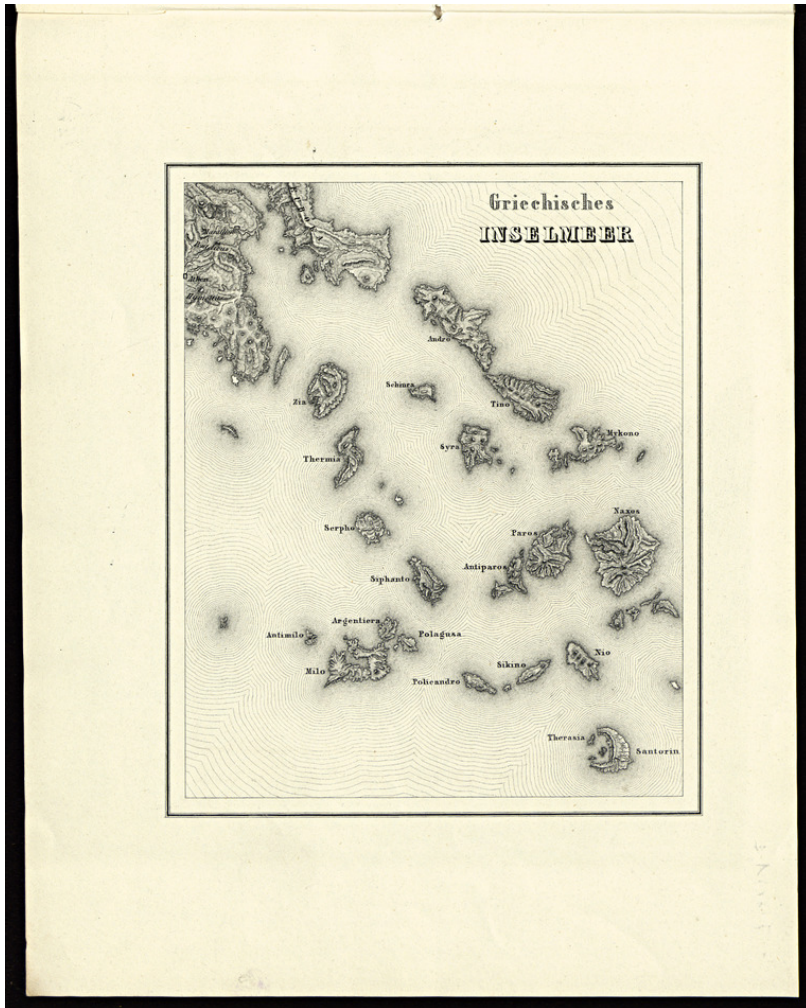 Griechisches
INSELMEER
Andro
Zia
Schinra
Tino
Syra
Mykono
Thermia
Naxos
Serpho
Paros
Antiparos
Siphanto
Argentiera
Antimilo
Polagusa
Milo
Sikino
Nio
Policandro
Therasia
Santorin